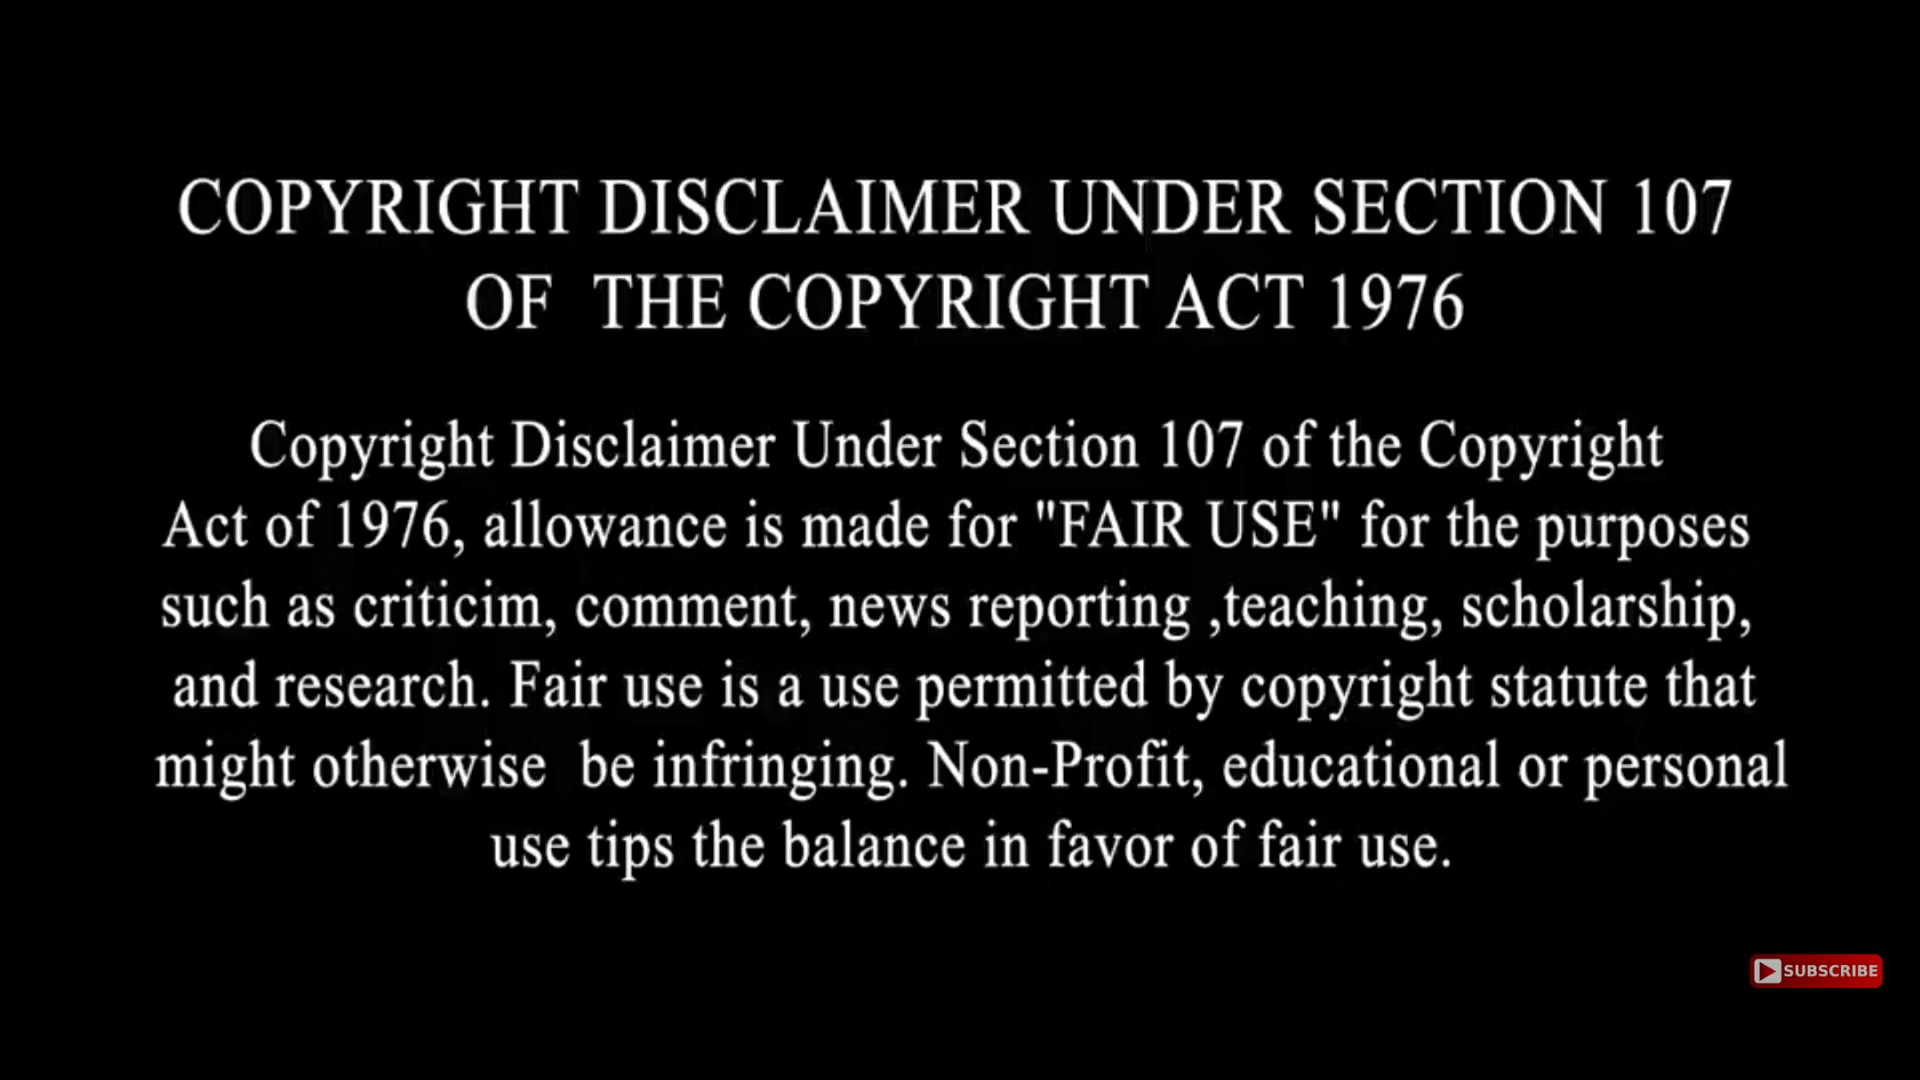 COPYRIGHT DISCLAIMER UNDER SECTION 107
OF THE COPYRIGHT ACT 1976
Copyright Disclaimer Under Section 107 of the Copyright
Act of 1976, allowance is made for "FAIR USE" for the purposes
such as criticim, comment, news reporting ,teaching, scholarship,
and research. Fair use is a use permitted by copyright statute that
might otherwise be infringing. Non-Profit, educational or personal
use tips the balance in favor of fair use.
SUBSCRIBE